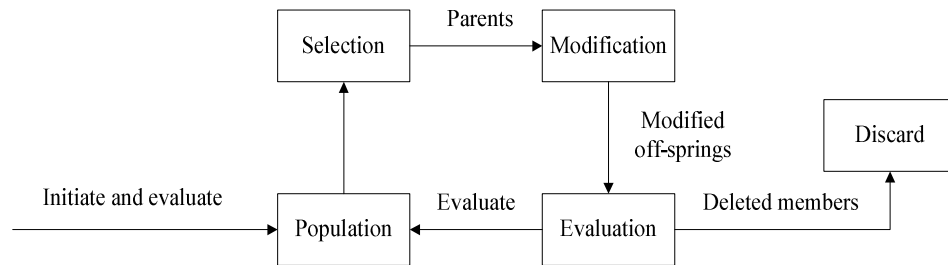 Parents
Selection
Modification
Modified
off-springs
Discard
Initiate and evaluate
Population
Evaluate
Evaluation
Deleted members